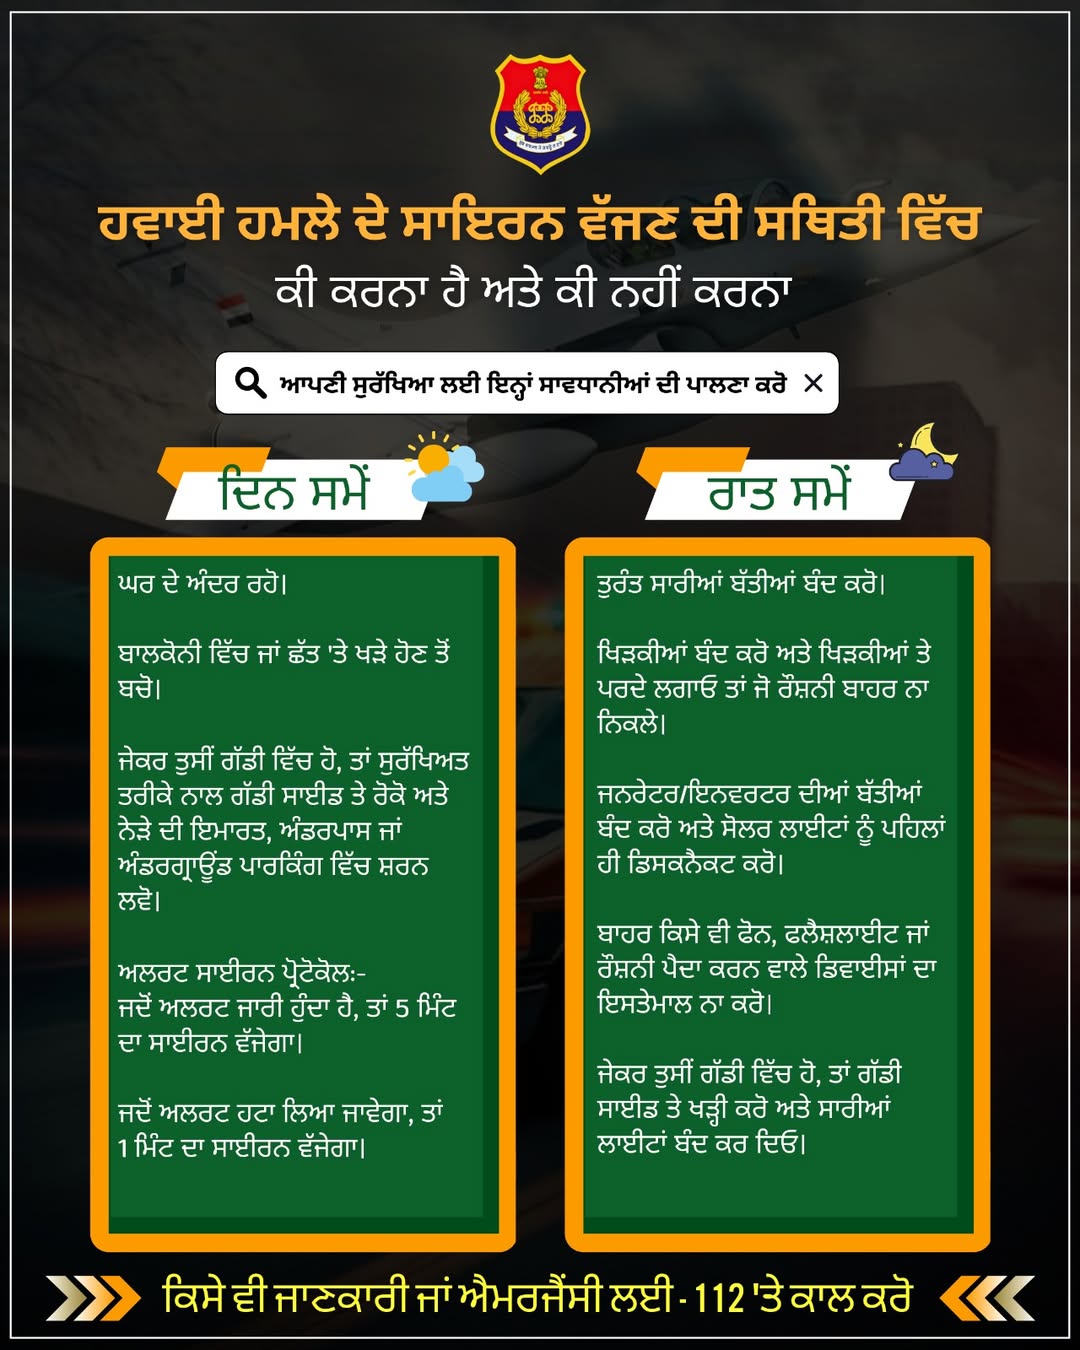 ਹਵਾਈ ਹਮਲੇ ਦੇ ਸਾਇਰਨ ਵੱਜਣ ਦੀ ਸਥਿਤੀ ਵਿੱਚ
ਕੀ ਕਰਨਾ ਹੈ ਅਤੇ ਕੀ ਨਹੀਂ ਕਰਨਾ
ਆਪਣੀ ਸੁਰੱਖਿਆ ਲਈ ਇਨ੍ਹਾਂ ਸਾਵਧਾਨੀਆਂ ਦੀ ਪਾਲਣਾ ਕਰੋ
ਦਿਨ ਸਮੇਂ
ਘਰ ਦੇ ਅੰਦਰ ਰਹੋ।
ਬਾਲਕੋਨੀ ਵਿੱਚ ਜਾਂ ਛੱਤ 'ਤੇ ਖੜੇ ਹੋਣ ਤੋਂ
ਬਚੋ।
ਜੇਕਰ ਤੁਸੀਂ ਗੱਡੀ ਵਿੱਚ ਹੋ, ਤਾਂ ਸੁਰੱਖਿਅਤ
ਤਰੀਕੇ ਨਾਲ ਗੱਡੀ ਸਾਈਡ ਤੇ ਰੋਕੋ ਅਤੇ
ਨੇੜੇ ਦੀ ਇਮਾਰਤ, ਅੰਡਰਪਾਸ ਜਾਂ
ਅੰਡਰਗ੍ਰਾਊਂਡ ਪਾਰਕਿੰਗ ਵਿੱਚ ਸ਼ਰਨ
ਲਵੋ।
ਅਲਰਟ ਸਾਈਰਨ ਪ੍ਰੋਟੋਕੋਲ:-
ਜਦੋਂ ਅਲਰਟ ਜਾਰੀ ਹੁੰਦਾ ਹੈ, ਤਾਂ 5 ਮਿੰਟ
ਦਾ ਸਾਈਰਨ ਵੱਜੇਗਾ।
ਜਦੋਂ ਅਲਰਟ ਹਟਾ ਲਿਆ ਜਾਵੇਗਾ, ਤਾਂ
1 ਮਿੰਟ ਦਾ ਸਾਈਰਨ ਵੱਜੇਗਾ।
ਰਾਤ ਸਮੇਂ
ਤੁਰੰਤ ਸਾਰੀਆਂ ਬੱਤੀਆਂ ਬੰਦ ਕਰੋ।
ਖਿੜਕੀਆਂ ਬੰਦ ਕਰੋ ਅਤੇ ਖਿੜਕੀਆਂ ਤੇ
ਪਰਦੇ ਲਗਾਓ ਤਾਂ ਜੋ ਰੌਸ਼ਨੀ ਬਾਹਰ ਨਾ
ਨਿਕਲੇ।
ਜਨਰੇਟਰ/ਇਨਵਰਟਰ ਦੀਆਂ ਬੱਤੀਆਂ
ਬੰਦ ਕਰੋ ਅਤੇ ਸੋਲਰ ਲਾਈਟਾਂ ਨੂੰ ਪਹਿਲਾਂ
ਹੀ ਡਿਸਕਨੈਕਟ ਕਰੋ।
ਬਾਹਰ ਕਿਸੇ ਵੀ ਫੋਨ, ਫਲੈਸ਼ਲਾਈਟ ਜਾਂ
ਰੌਸ਼ਨੀ ਪੈਦਾ ਕਰਨ ਵਾਲੇ ਡਿਵਾਈਸਾਂ ਦਾ
ਇਸਤੇਮਾਲ ਨਾ ਕਰੋ।
ਜੇਕਰ ਤੁਸੀਂ ਗੱਡੀ ਵਿੱਚ ਹੋ, ਤਾਂ ਗੱਡੀ
ਸਾਈਡ ਤੇ ਖੜ੍ਹੀ ਕਰੋ ਅਤੇ ਸਾਰੀਆਂ
ਲਾਈਟਾਂ ਬੰਦ ਕਰ ਦਿਓ।
ਕਿਸੇ ਵੀ ਜਾਣਕਾਰੀ ਜਾਂ ਐਮਰਜੈਂਸੀ ਲਈ - 112 'ਤੇ ਕਾਲ ਕਰੋ